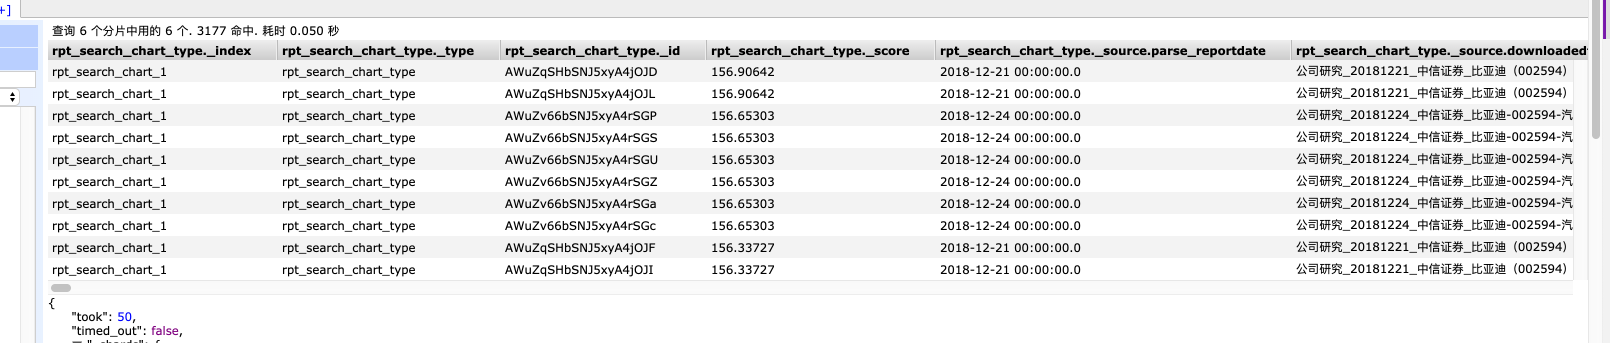 +]
查询 6 个分片中用的 6 个. 3177 命中. 耗时 0.050 秒
rpt_search_chart_type._index rpt_search_chart_type._type rpt_search_chart_type._id rpt_search_chart_type._score rpt_search_chart_type._source.parse_reportdate rpt_search_chart_type._source.downloadedf
rpt_search_chart_1 rpt_search_chart_type AWuZqSHbSNJ5xyA4jOJD 156.90642 2018-12-21 00:00:00.0 公司研究_20181221_中信证券_比亚迪（002594）
rpt_search_chart_1 rpt_search_chart_type AWuZqSHbSNJ5xyA4jOJL 156.90642 2018-12-21 00:00:00.0 公司研究_20181221_中信证券_比亚迪（002594）
rpt_search_chart_1 rpt_search_chart_type AWuZv66bSNJ5xyA4rSGP 156.65303 2018-12-24 00:00:00.0 公司研究_20181224_中信证券_比亚迪-002594-汽
rpt_search_chart_1 rpt_search_chart_type AWuZv66bSNJ5xyA4rSGS 156.65303 2018-12-24 00:00:00.0 公司研究_20181224_中信证券_比亚迪-002594-汽
rpt_search_chart_1 rpt_search_chart_type AWuZv66bSNJ5xyA4rSGU 156.65303 2018-12-24 00:00:00.0 公司研究_20181224_中信证券_比亚迪-002594-汽
rpt_search_chart_1 rpt_search_chart_type AWuZv66bSNJ5xyA4rSGZ 156.65303 2018-12-24 00:00:00.0 公司研究_20181224_中信证券_比亚迪-002594-汽
rpt_search_chart_1 rpt_search_chart_type AWuZv66bSNJ5xyA4rSGa 156.65303 2018-12-24 00:00:00.0 公司研究_20181224_中信证券_比亚迪-002594-汽
rpt_search_chart_1 rpt_search_chart_type AWuZv66bSNJ5xyA4rSGc 156.65303 2018-12-24 00:00:00.0 公司研究_20181224_中信证券_比亚迪-002594-汽
rpt_search_chart_1 rpt_search_chart_type AWuZqSHbSNJ5xyA4jOJF 156.33727 2018-12-21 00:00:00.0 公司研究_20181221_中信证券_比亚迪（002594）
rpt_search_chart_1 rpt_search_chart_type AWuZqSHbSNJ5xyA4jOJI 156.33727 2018-12-21 00:00:00.0 公司研究_20181221_中信证券_比亚迪（002594）
{
"took": 50,
"timed_out": false,